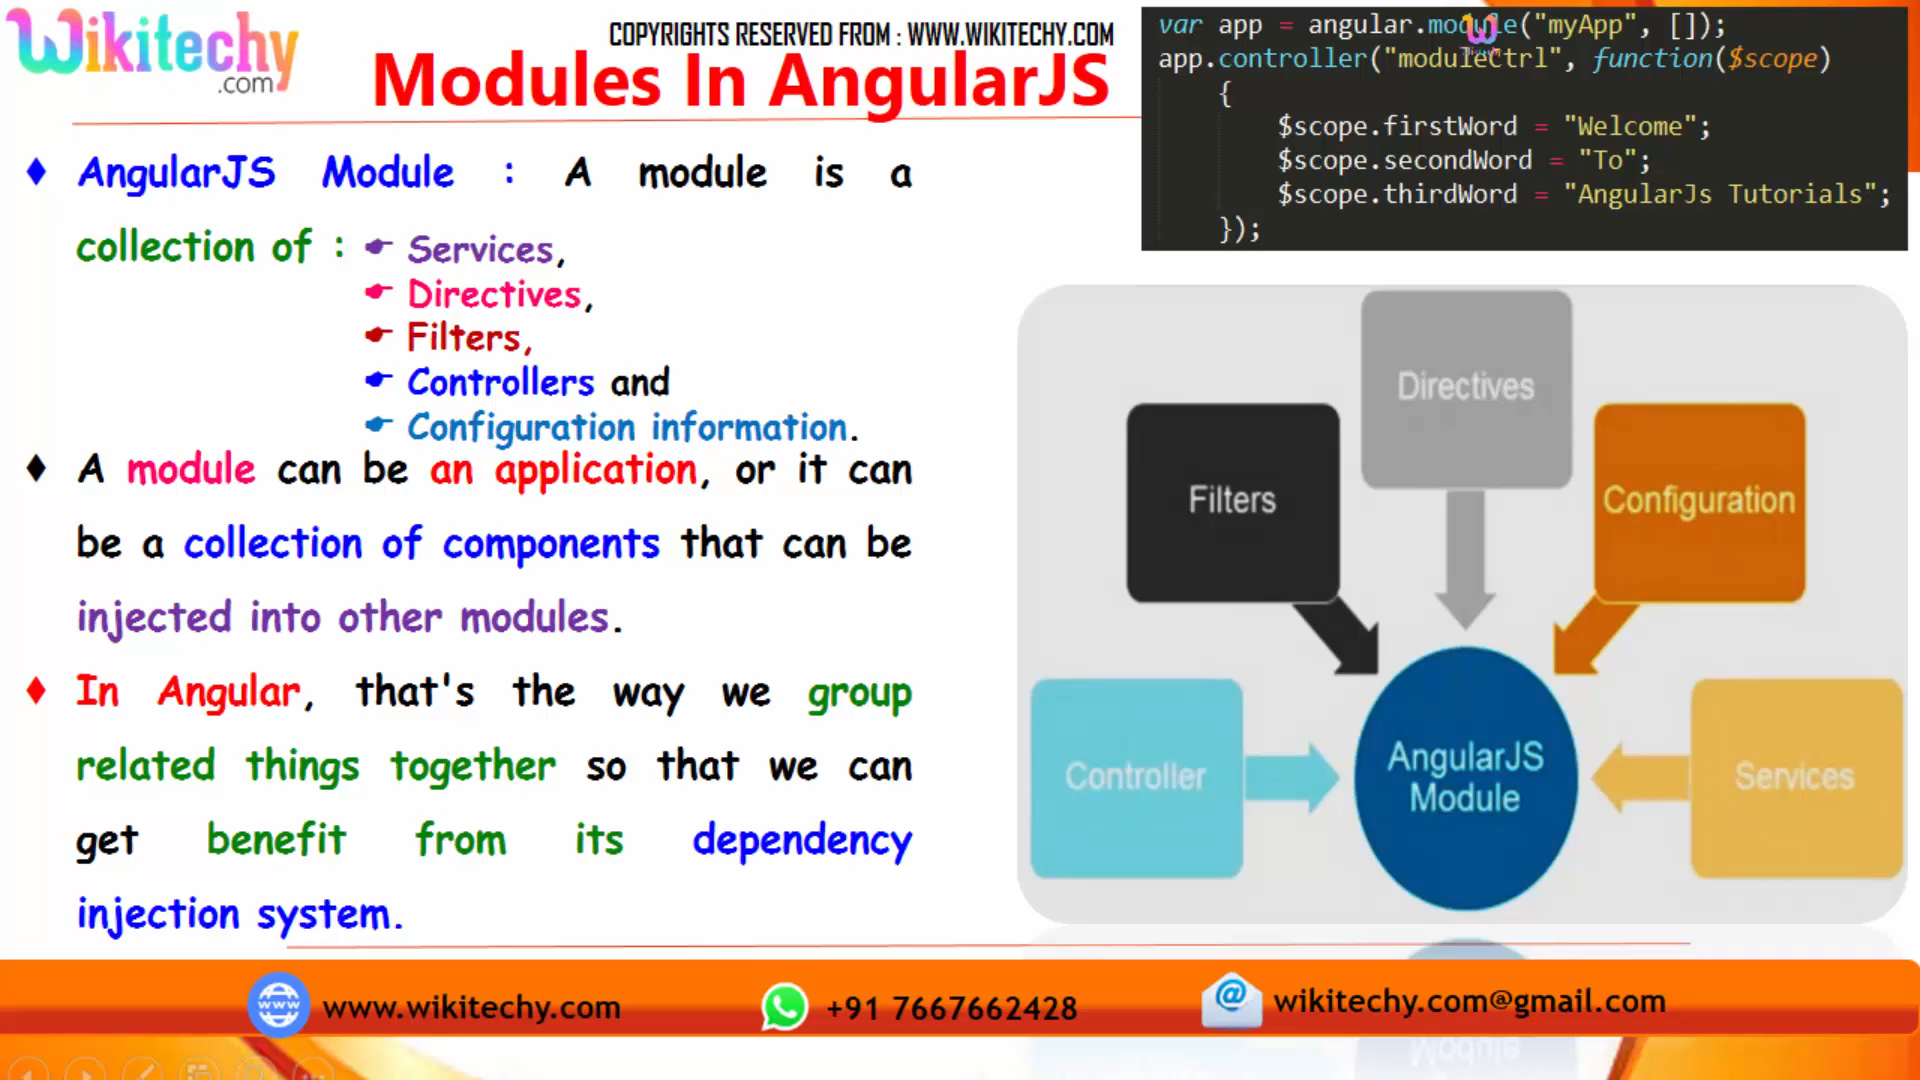 Wikitechy
.com
COPYRIGHTS RESERVED FROM : WWW.WIKITECHY.COM
Modules In AngularJS
AngularJS Module : A module is a
collection of :
☛ Services,
☛ Directives,
☛ Filters,
☛ Controllers and
☛ Configuration information.
♦ A module can be an application, or it can
be a collection of components that can be
injected into other modules.
♦ In Angular, that's the way we group
related things together so that we can
get benefit from its dependency
injection system.
var app = angular.module("myApp", []);
app.controller("moduleCtrl", function($scope)
{
$scope.firstWord = "Welcome";
$scope.secondWord = "To";
$scope.thirdWord = "AngularJs Tutorials";
});
Directives
Filters
Configuration
Controller
AngularJS
Module
Services
www.wikitechy.com
+91 7667662428
wikitechy.com@gmail.com